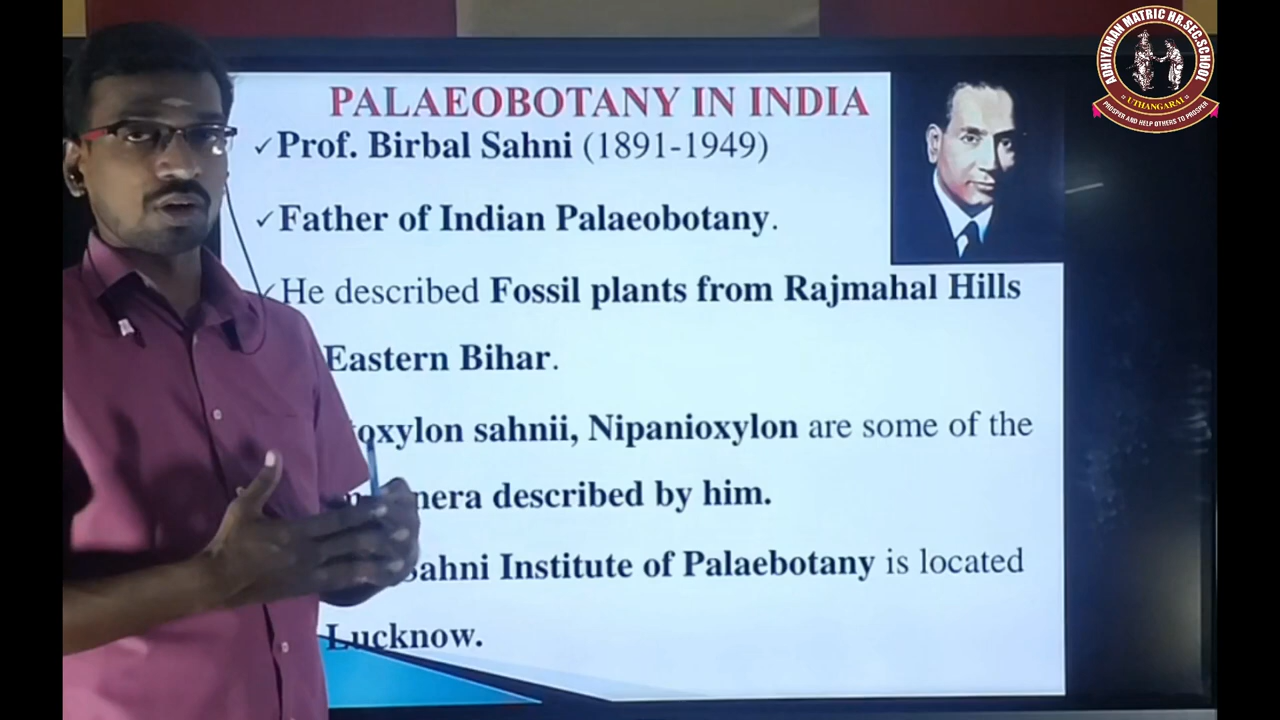 PALAEOBOTANY IN INDIA
✓Prof. Birbal Sahni (1891-1949)
✓Father of Indian Palaeobotany.
✓He described Fossil plants from Rajmahal Hills
Eastern Bihar.
oxylon sahnii, Nipanioxylon are some of the
nera described by him.
Sahni Institute of Palaebotany is located
Lucknow.
ADHIYAMAN MATRIC HR.SEC.SCHOOL
UTHANGARAI
PROSPER AND HELP OTHERS TO PROSPER